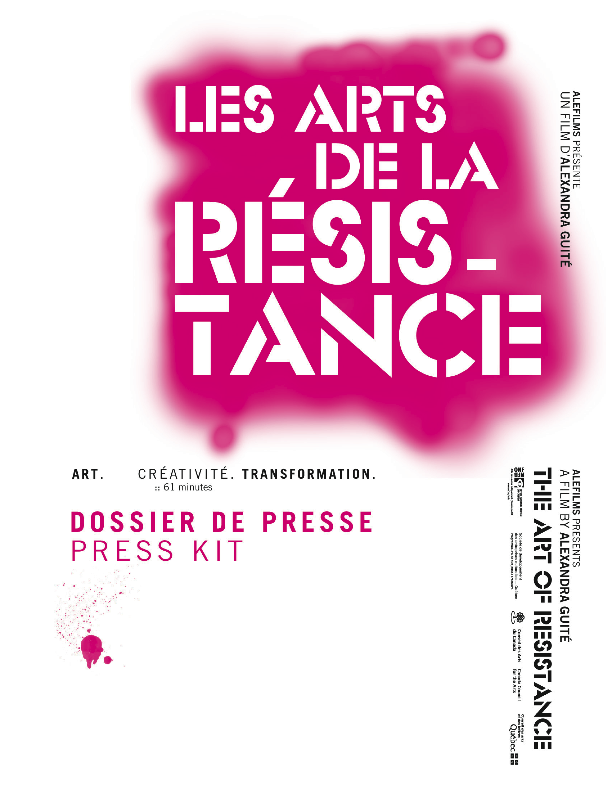 LES ARTS
DE LA
RÉSIS-
TANCE
ALEFILMS PRÉSENTE
UN FILM D'ALEXANDRA GUITÉ
ART. CRÉATIVITÉ. TRANSFORMATION.
:: 61 minutes
DOSSIER DE PRESSE
PRESS KIT
ALEFILMS PRESENTS
A FILM BY ALEXANDRA GUITÉ
THE ART OF RESISTANCE
Conseil des Arts
du Canada
Canada Council
for the Arts
Québec